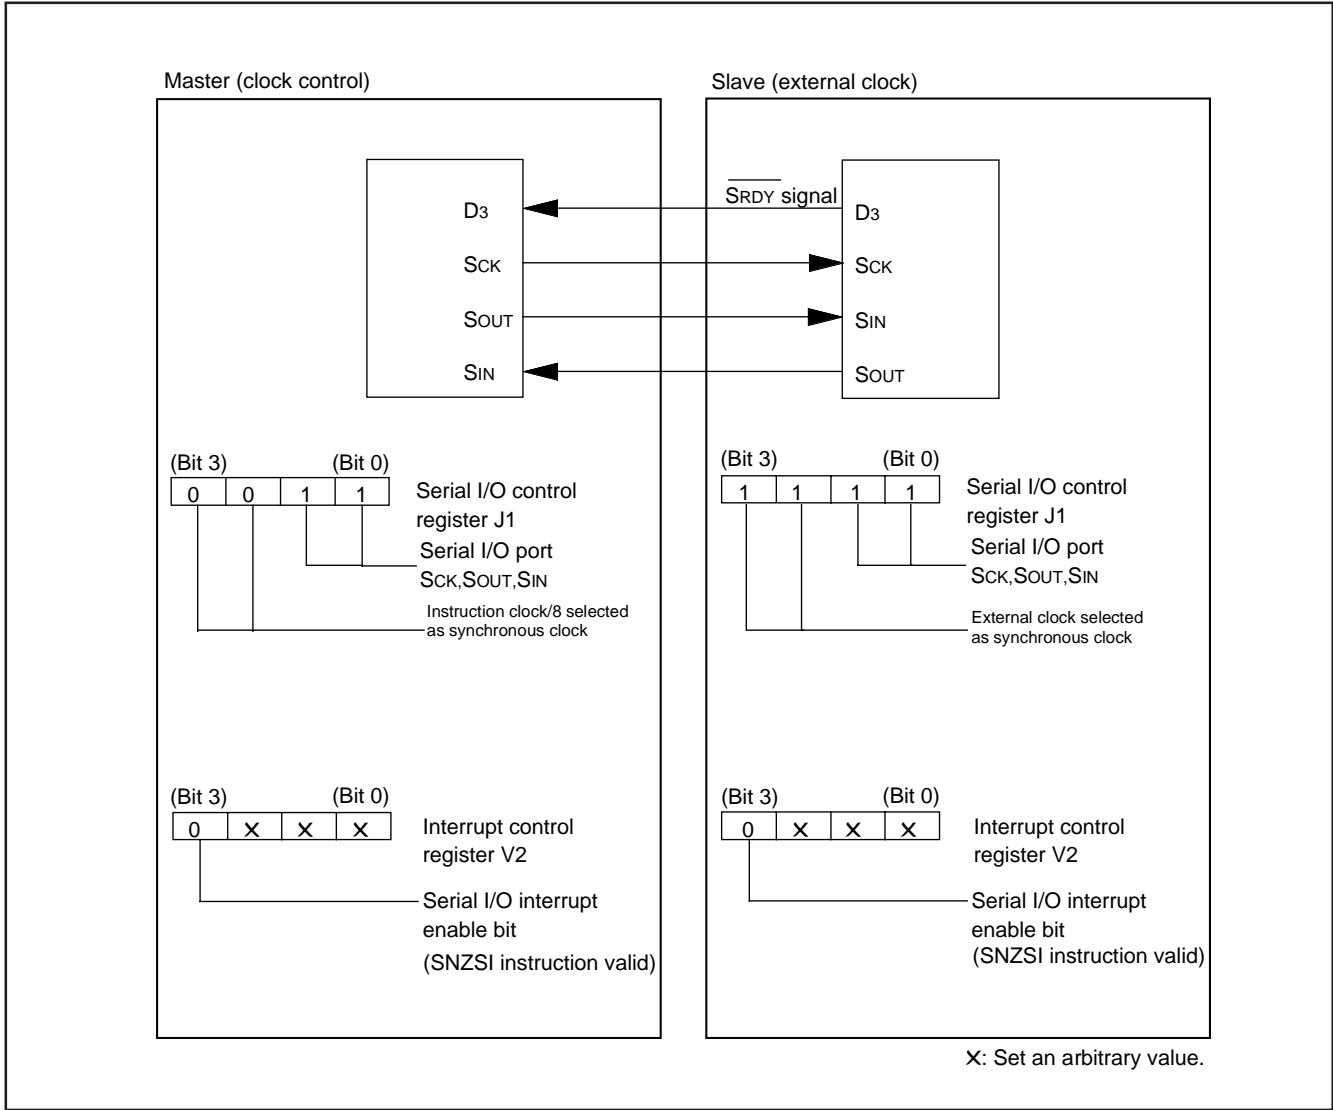 Master (clock control)
D3
SCK
SOUT
SIN
(Bit 3) (Bit 0)
0 0 1 1
Serial I/O control
register J1
Serial I/O port
SCK,SOUT,SIN
Instruction clock/8 selected
as synchronous clock
(Bit 3) (Bit 0)
0 × × ×
Interrupt control
register V2
Serial I/O interrupt
enable bit
(SNZSI instruction valid)
Slave (external clock)
SRDY signal
D3
SCK
SIN
SOUT
(Bit 3) (Bit 0)
1 1 1 1
Serial I/O control
register J1
Serial I/O port
SCK,SOUT,SIN
External clock selected
as synchronous clock
(Bit 3) (Bit 0)
0 × × ×
Interrupt control
register V2
Serial I/O interrupt
enable bit
(SNZSI instruction valid)
×: Set an arbitrary value.